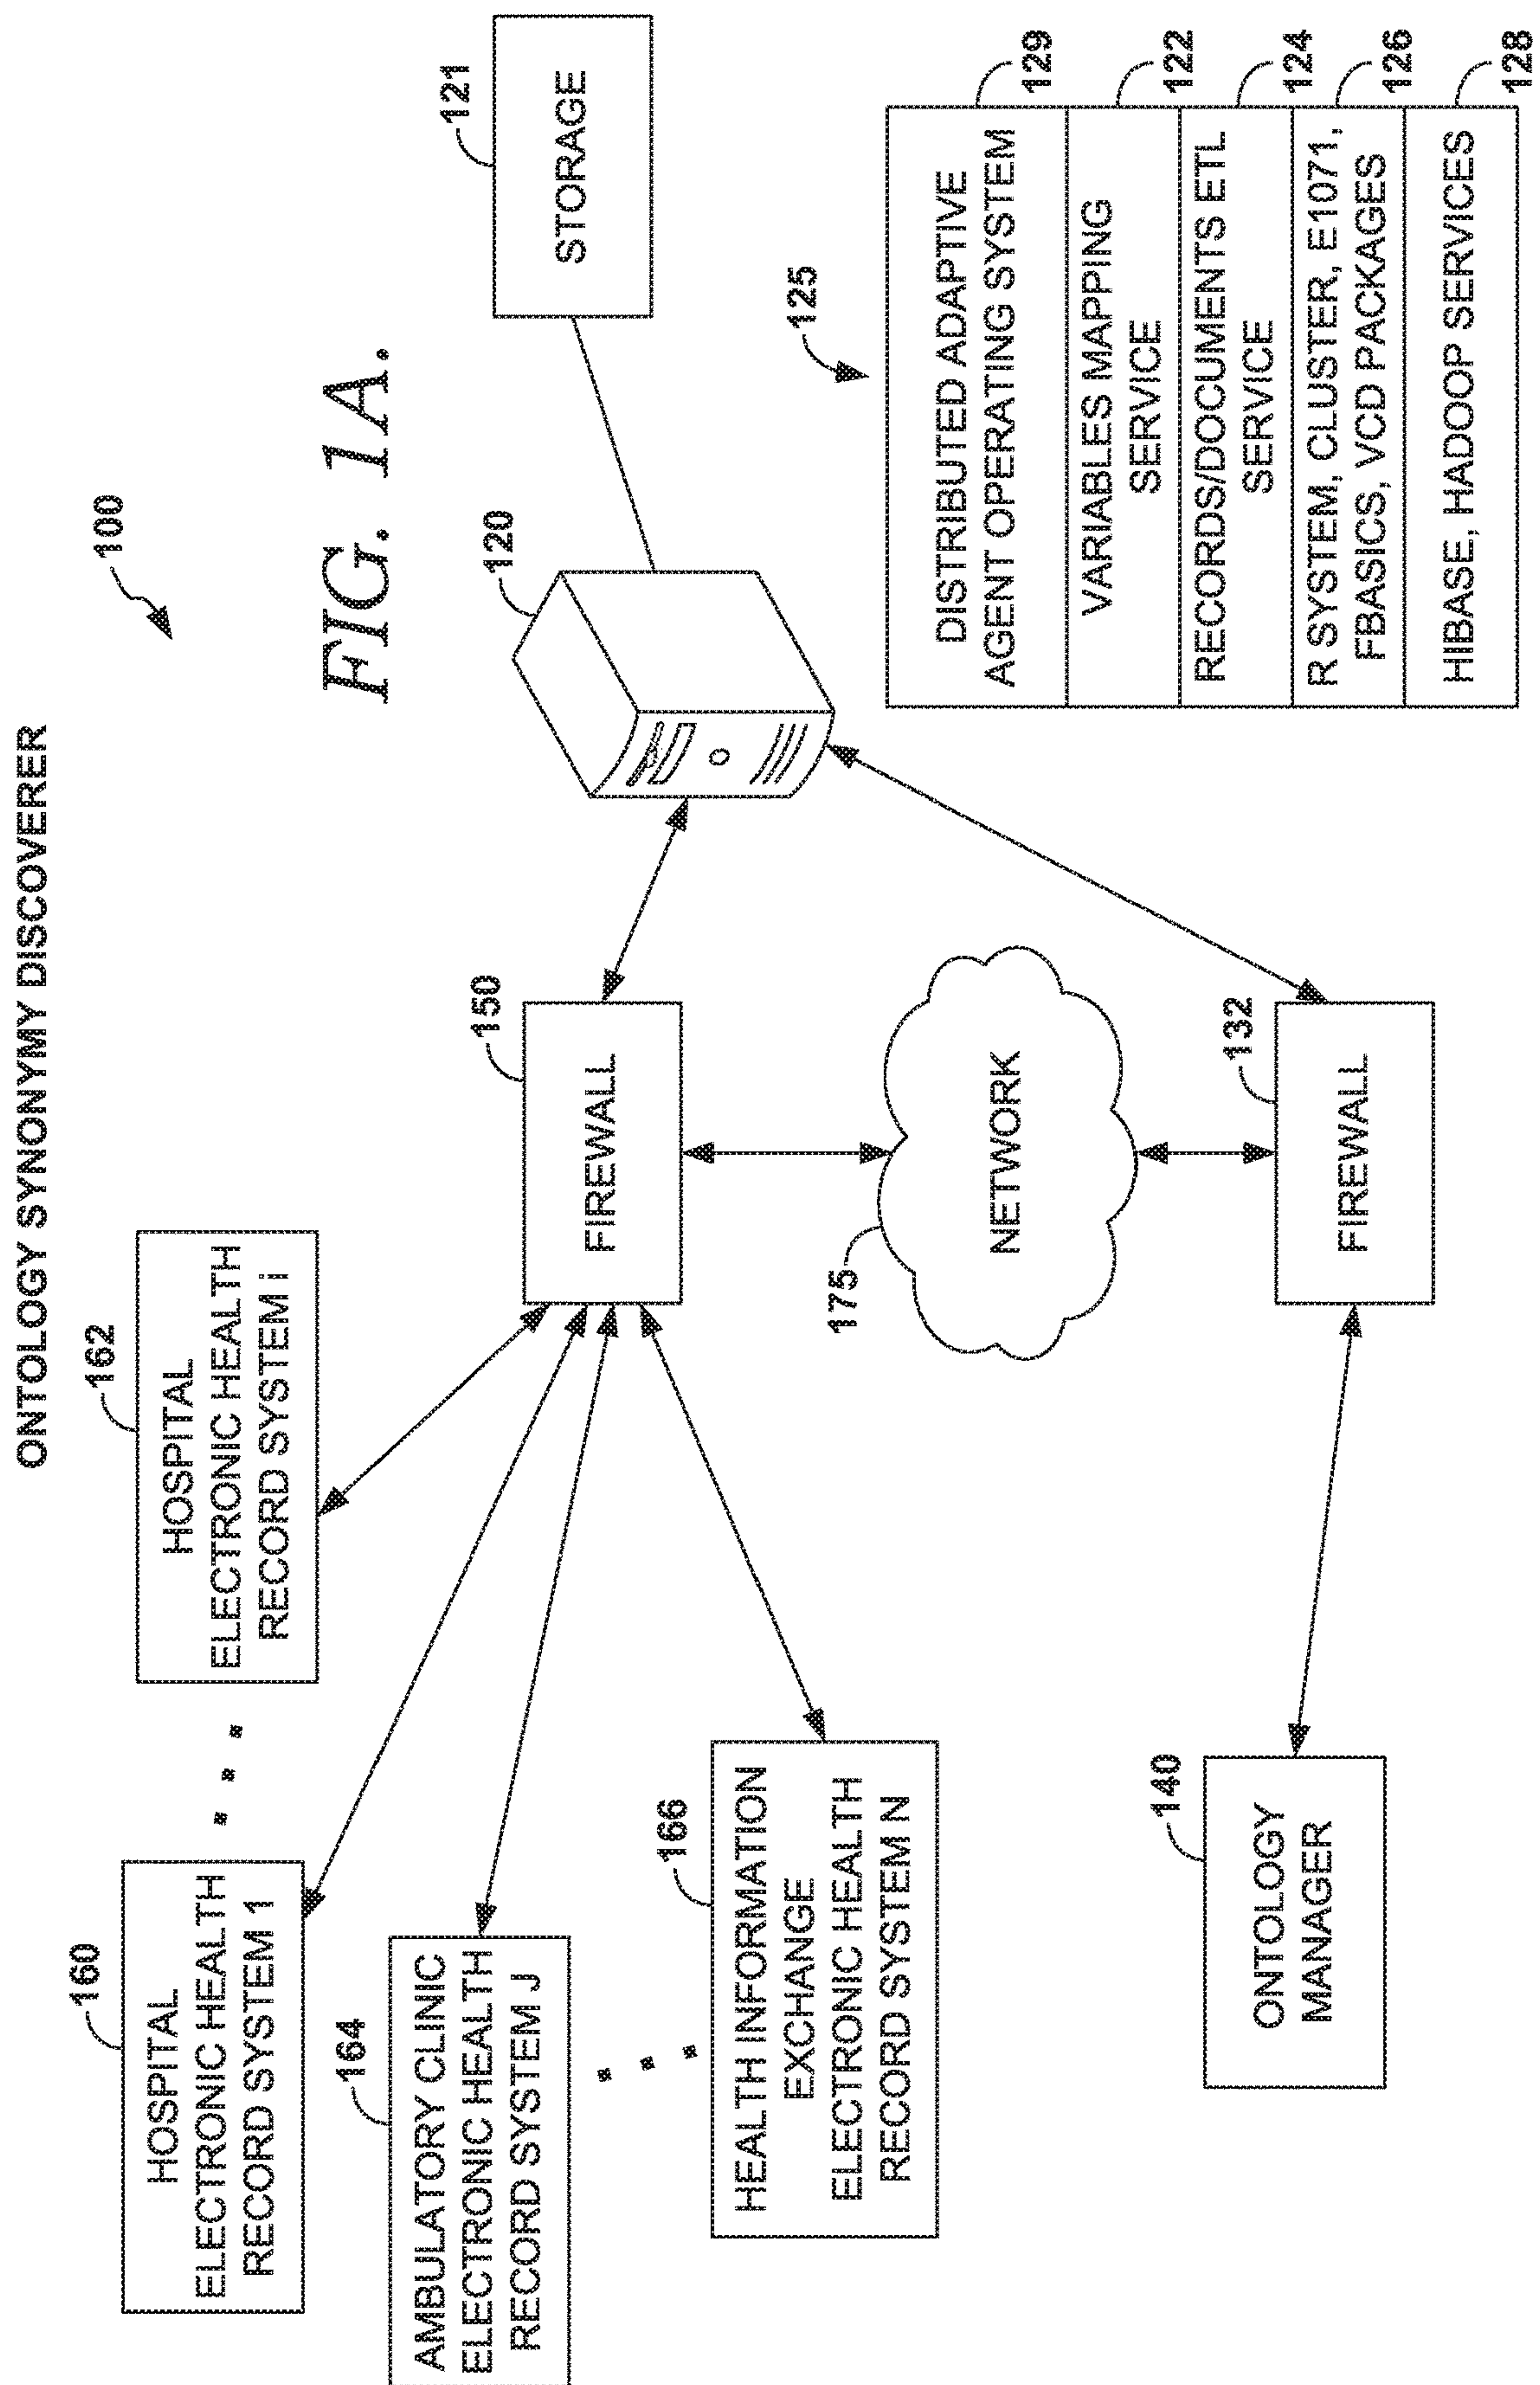 ONTOLOGY SYNONYMY DISCOVERER
100
FIG. 1A.
160
HOSPITAL
ELECTRONIC HEALTH
RECORD SYSTEM 1
162
HOSPITAL
ELECTRONIC HEALTH
RECORD SYSTEM i
164
AMBULATORY CLINIC
ELECTRONIC HEALTH
RECORD SYSTEM J
166
HEALTH INFORMATION
EXCHANGE
ELECTRONIC HEALTH
RECORD SYSTEM N
140
ONTOLOGY
MANAGER
150
FIREWALL
175
NETWORK
132
FIREWALL
120
121
STORAGE
125
DISTRIBUTED ADAPTIVE
AGENT OPERATING SYSTEM
129
VARIABLES MAPPING
SERVICE
122
RECORDS/DOCUMENTS ETL
SERVICE
124
R SYSTEM, CLUSTER, E1071,
FBASICS, VCD PACKAGES
126
HIBASE, HADOOP SERVICES
128